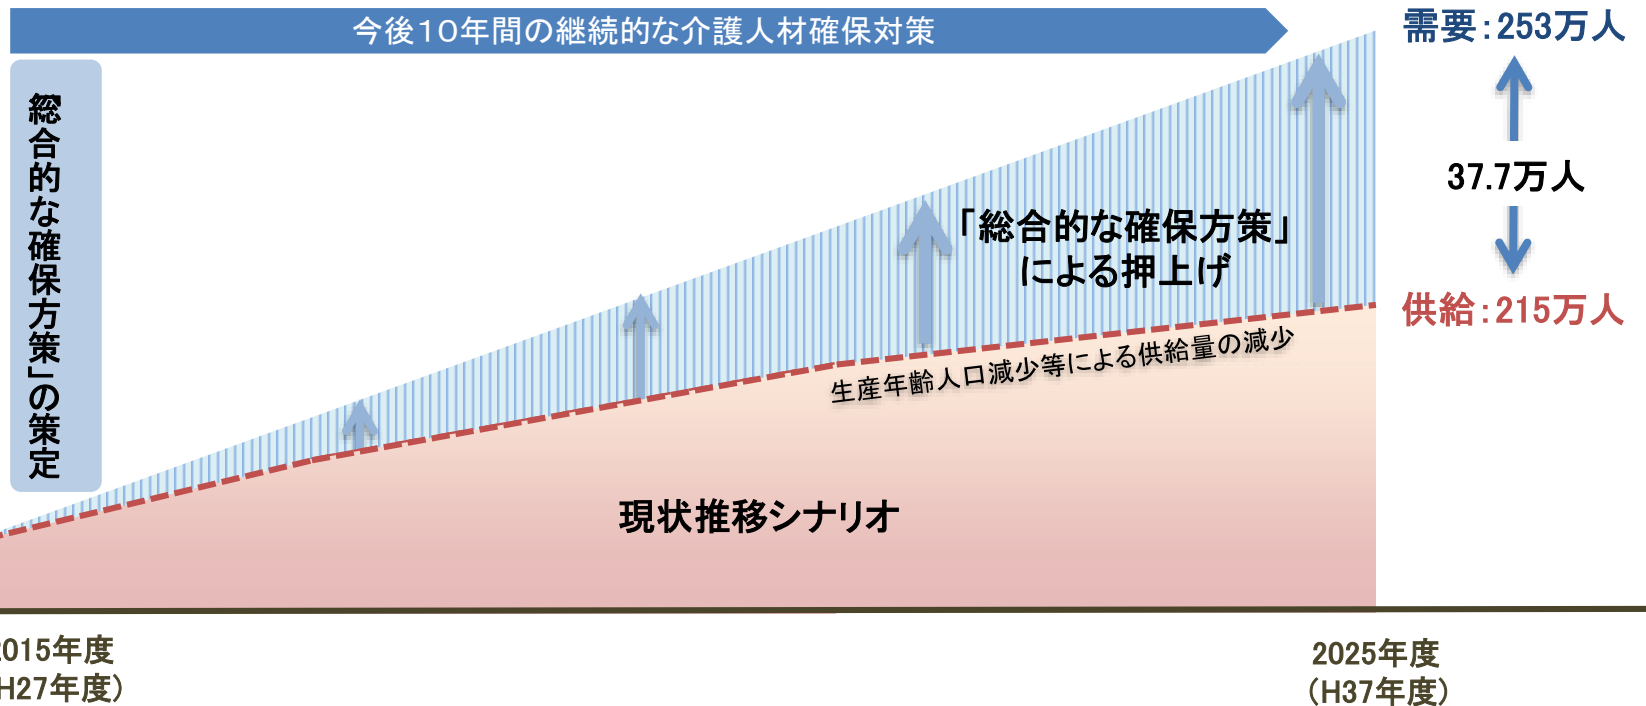 今後１０年間の継続的な介護人材確保対策
需要：253万人
「総合的な確保方策」の策定
37.7万人
「総合的な確保方策」
による押上げ
供給：215万人
生産年齢人口減少等による供給量の減少
現状推移シナリオ
015年度
H27年度）
2025年度
（H37年度）